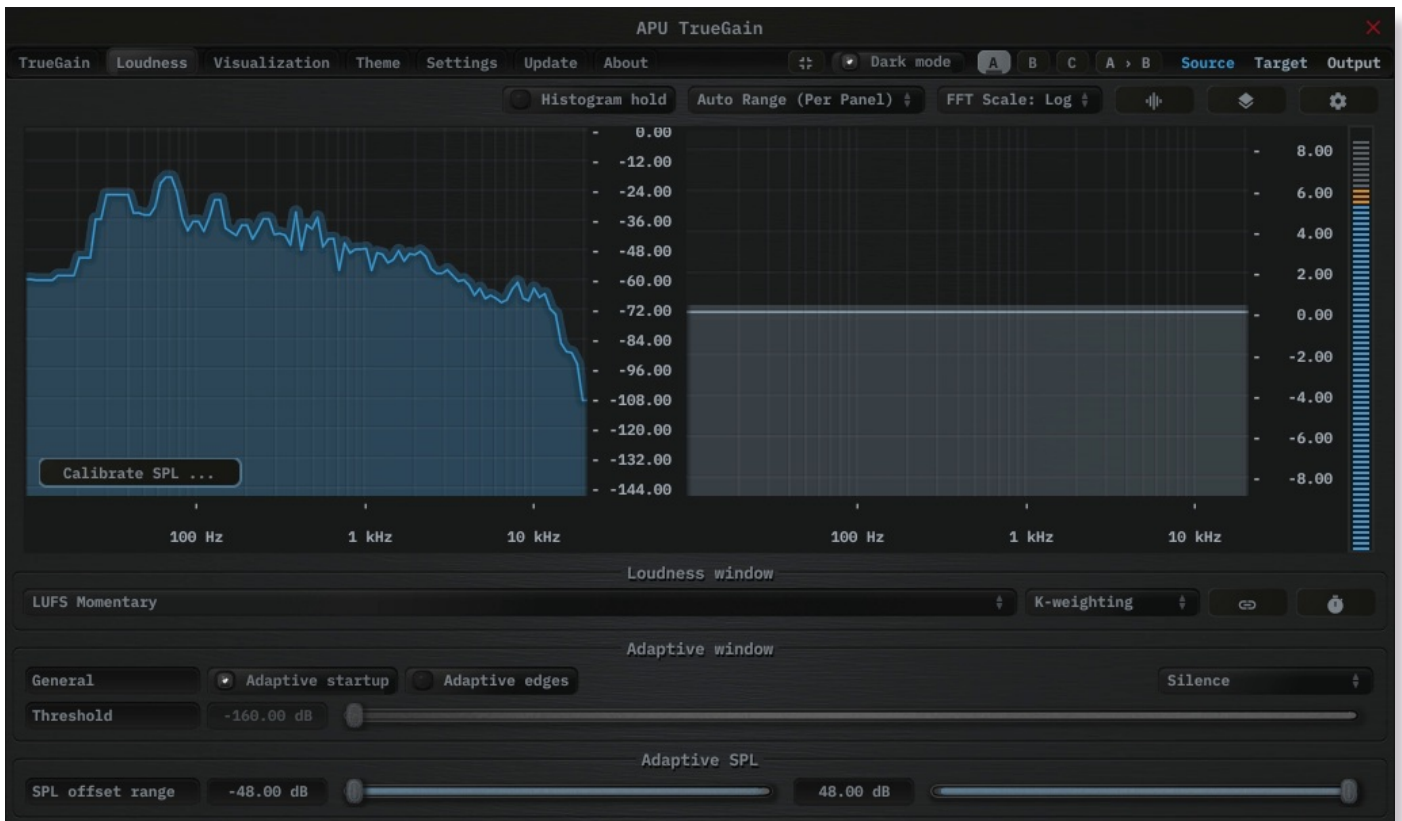 APU TrueGain
TrueGain Loudness Visualization Theme Settings Update About Dark mode A B C A › B Source Target Output
Histogram hold Auto Range (Per Panel) FFT Scale: Log
0.00
-12.00
-24.00
-36.00
-48.00
-60.00
-72.00
-84.00
-96.00
-108.00
-120.00
-132.00
-144.00
Calibrate SPL ...
8.00
6.00
4.00
2.00
0.00
-2.00
-4.00
-6.00
-8.00
100 Hz 1 kHz 10 kHz 100 Hz 1 kHz 10 kHz
Loudness window
LUFS Momentary K-weighting
Adaptive window
General Adaptive startup Adaptive edges Silence
Threshold -160.00 dB
Adaptive SPL
SPL offset range -48.00 dB 48.00 dB